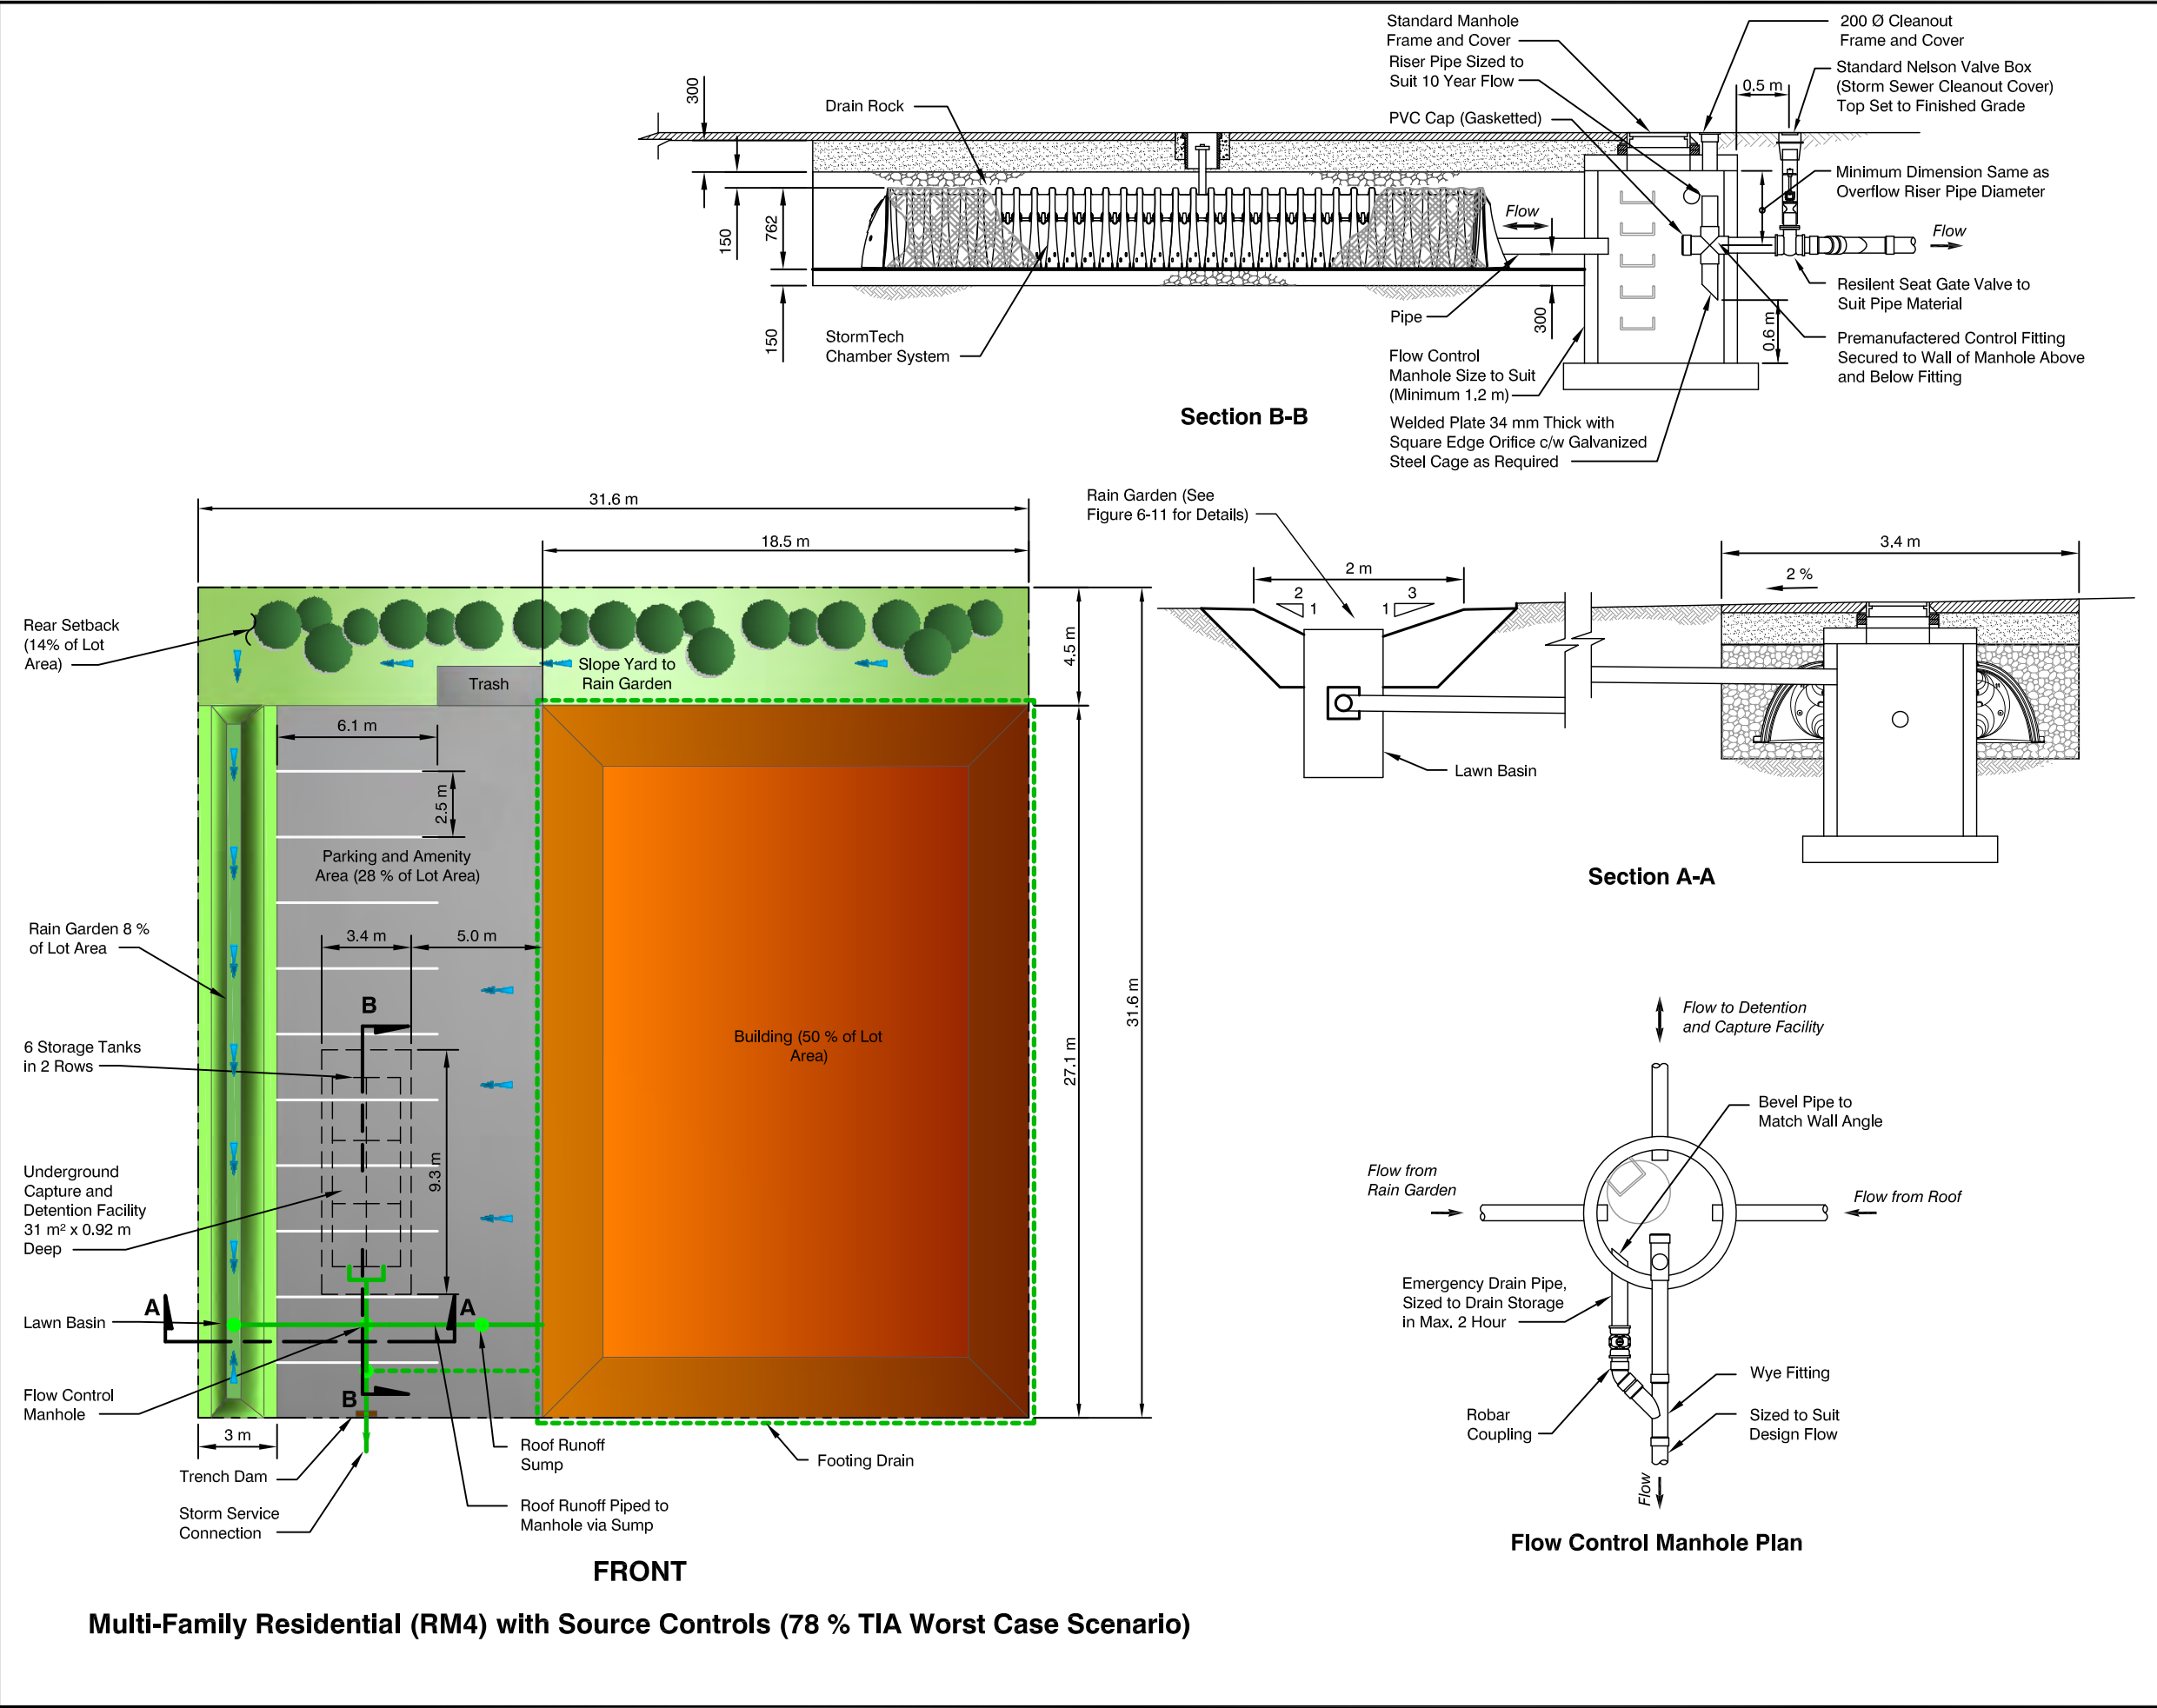 Standard Manhole
Frame and Cover
Riser Pipe Sized to
Suit 10 Year Flow
PVC Cap (Gasketted)
200 Ø Cleanout
Frame and Cover
Standard Nelson Valve Box
(Storm Sewer Cleanout Cover)
Top Set to Finished Grade
0.5 m
300
Drain Rock
Minimum Dimension Same as
Overflow Riser Pipe Diameter
Flow
Flow
150
762
150
300
0.6 m
Resilent Seat Gate Valve to
Suit Pipe Material
Pipe
StormTech
Chamber System
Premanufactered Control Fitting
Secured to Wall of Manhole Above
and Below Fitting
Flow Control
Manhole Size to Suit
(Minimum 1.2 m)
Welded Plate 34 mm Thick with
Square Edge Orifice c/w Galvanized
Steel Cage as Required
Section B-B
31.6 m
18.5 m
Rear Setback
(14% of Lot
Area)
Slope Yard to
Rain Garden
Trash
4.5 m
6.1 m
2.5 m
Parking and Amenity
Area (28 % of Lot Area)
Rain Garden 8 %
of Lot Area
3.4 m
5.0 m
B
6 Storage Tanks
in 2 Rows
Building (50 % of Lot
Area)
27.1 m
31.6 m
9.3 m
Underground
Capture and
Detention Facility
31 m² x 0.92 m
Deep
A
A
Lawn Basin
Flow Control
Manhole
B
3 m
Trench Dam
Storm Service
Connection
Roof Runoff
Sump
Roof Runoff Piped to
Manhole via Sump
Footing Drain
FRONT
Rain Garden (See
Figure 6-11 for Details)
2 m
2
1
3
1
3.4 m
2 %
Lawn Basin
Section A-A
Flow to Detention
and Capture Facility
Bevel Pipe to
Match Wall Angle
Flow from
Rain Garden
Flow from Roof
Emergency Drain Pipe,
Sized to Drain Storage
in Max. 2 Hour
Wye Fitting
Robar
Coupling
Sized to Suit
Design Flow
Flow
Flow Control Manhole Plan
Multi-Family Residential (RM4) with Source Controls (78 % TIA Worst Case Scenario)